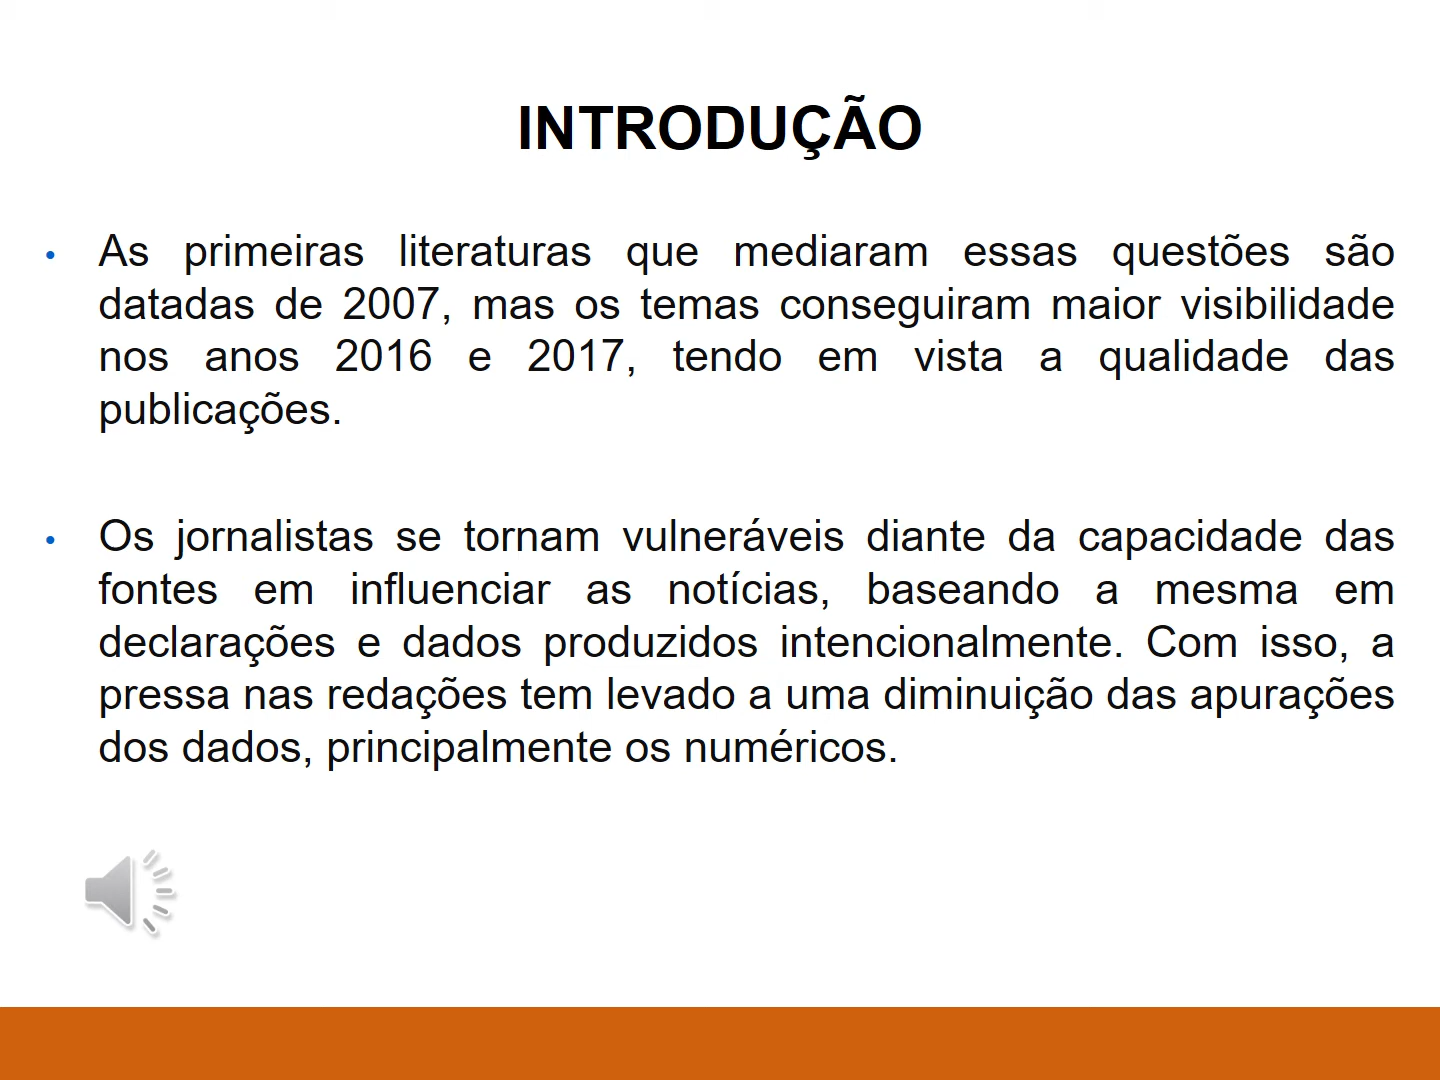 INTRODUÇÃO
• As primeiras literaturas que mediaram essas questões são
datadas de 2007, mas os temas conseguiram maior visibilidade
nos anos 2016 e 2017, tendo em vista a qualidade das
publicações.
• Os jornalistas se tornam vulneráveis diante da capacidade das
fontes em influenciar as notícias, baseando a mesma em
declarações e dados produzidos intencionalmente. Com isso, a
pressa nas redações tem levado a uma diminuição das apurações
dos dados, principalmente os numéricos.